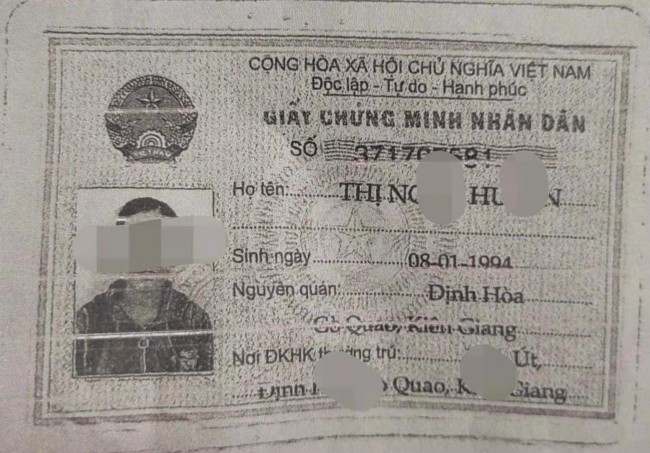 CỘNG HÒA XÃ HỘI CHỦ NGHĨA VIỆT NAM
Độc lập - Tự do - Hạnh phúc
GIẤY CHỨNG MINH NHÂN DÂN
SỐ
Họ tên: THỊ
Sinh ngày 08-01-1994
Nguyên quán: Định Hòa
Gò Quao, Kiên Giang
Nơi ĐKHK thường trú: Út,
Định Quao, Giang